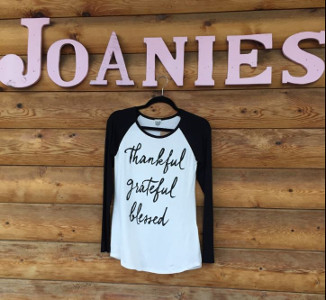 JOANIES
thankful
grateful
blessed